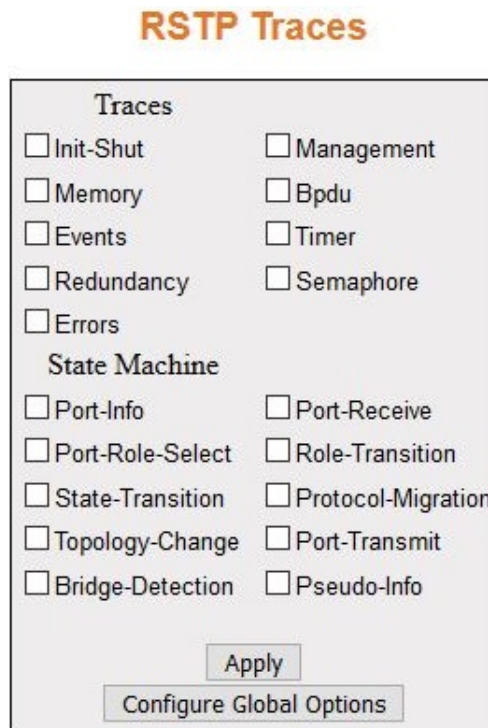 RSTP Traces
Traces
Init-Shut Management
Memory Bpdu
Events Timer
Redundancy Semaphore
Errors
State Machine
Port-Info Port-Receive
Port-Role-Select Role-Transition
State-Transition Protocol-Migration
Topology-Change Port-Transmit
Bridge-Detection Pseudo-Info
Apply
Configure Global Options